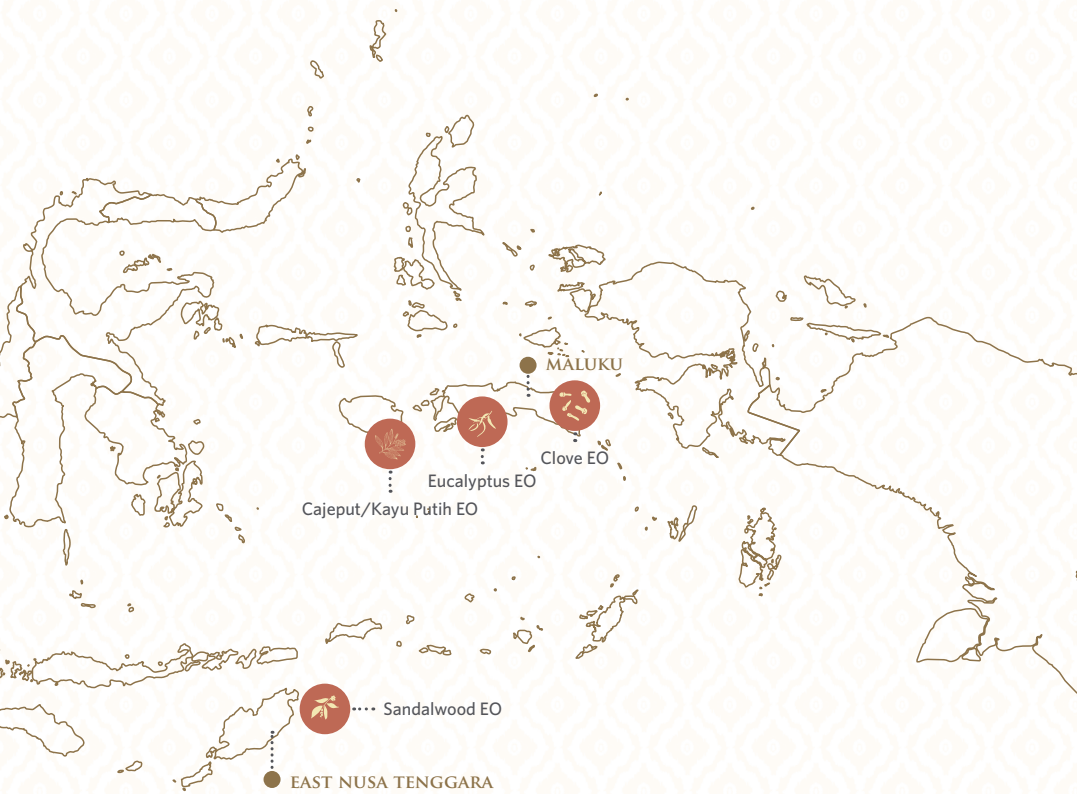 MALUKU
Clove EO
Eucalyptus EO
Cajeput/Kayu Putih EO
Sandalwood EO
EAST NUSA TENGGARA